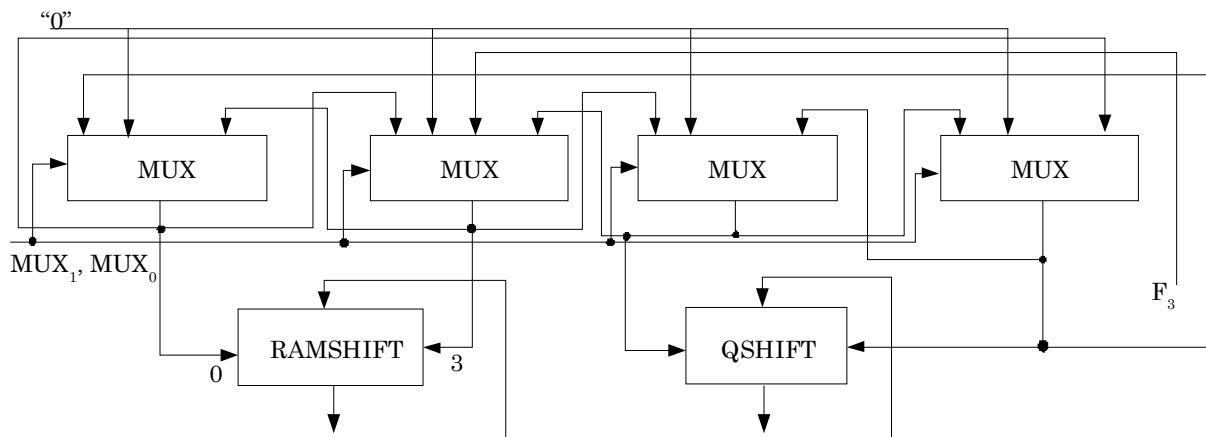 “0”
MUX MUX MUX MUX
MUX₁, MUX₀
F₃
RAMSHIFT QSHIFT
0 3